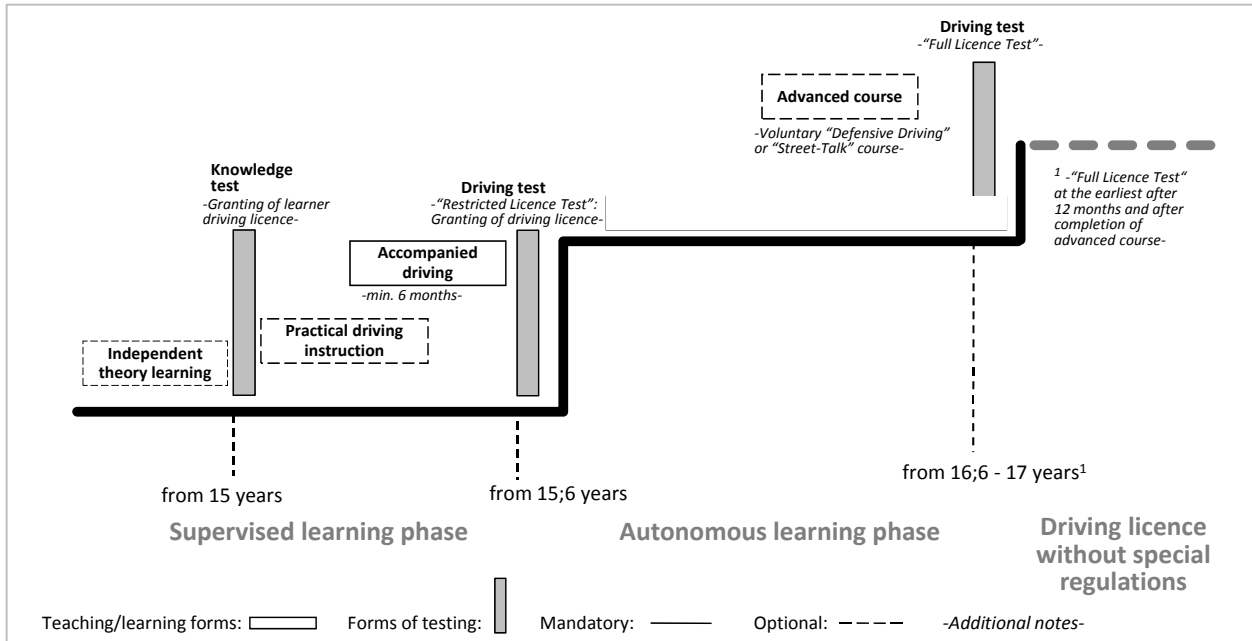 Driving test
-“Full Licence Test”-
Advanced course
-Voluntary “Defensive Driving”
or “Street-Talk” course-
Knowledge
test
-Granting of learner
driving licence-
Driving test
-“Restricted Licence Test”:
Granting of driving licence-
¹ -“Full Licence Test“
at the earliest after
12 months and after
completion of
advanced course-
Accompanied
driving
-min. 6 months-
Practical driving
instruction
Independent
theory learning
from 15 years
from 15;6 years
from 16;6 - 17 years¹
Supervised learning phase
Autonomous learning phase
Driving licence
without special
regulations
Teaching/learning forms:
Forms of testing:
Mandatory:
Optional:
-Additional notes-